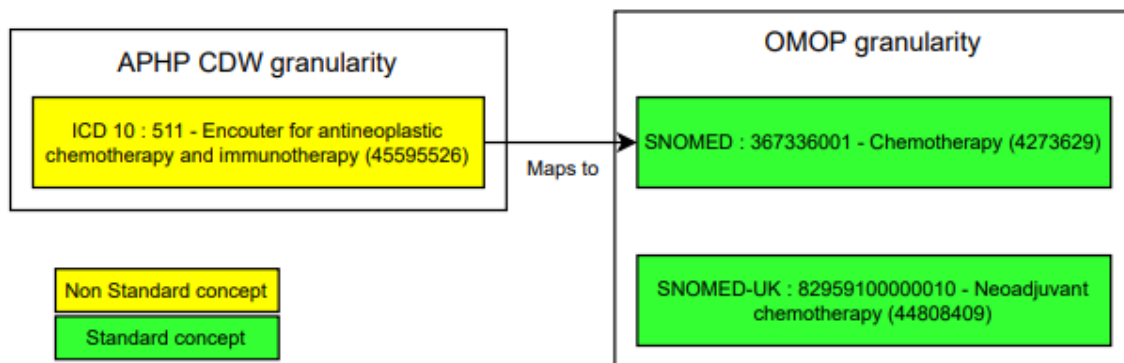 APHP CDW granularity
ICD 10 : 511 - Encouter for antineoplastic
chemotherapy and immunotherapy (45595526)
Maps to
OMOP granularity
SNOMED : 367336001 - Chemotherapy (4273629)
SNOMED-UK : 82959100000010 - Neoadjuvant
chemotherapy (44808409)
Non Standard concept
Standard concept